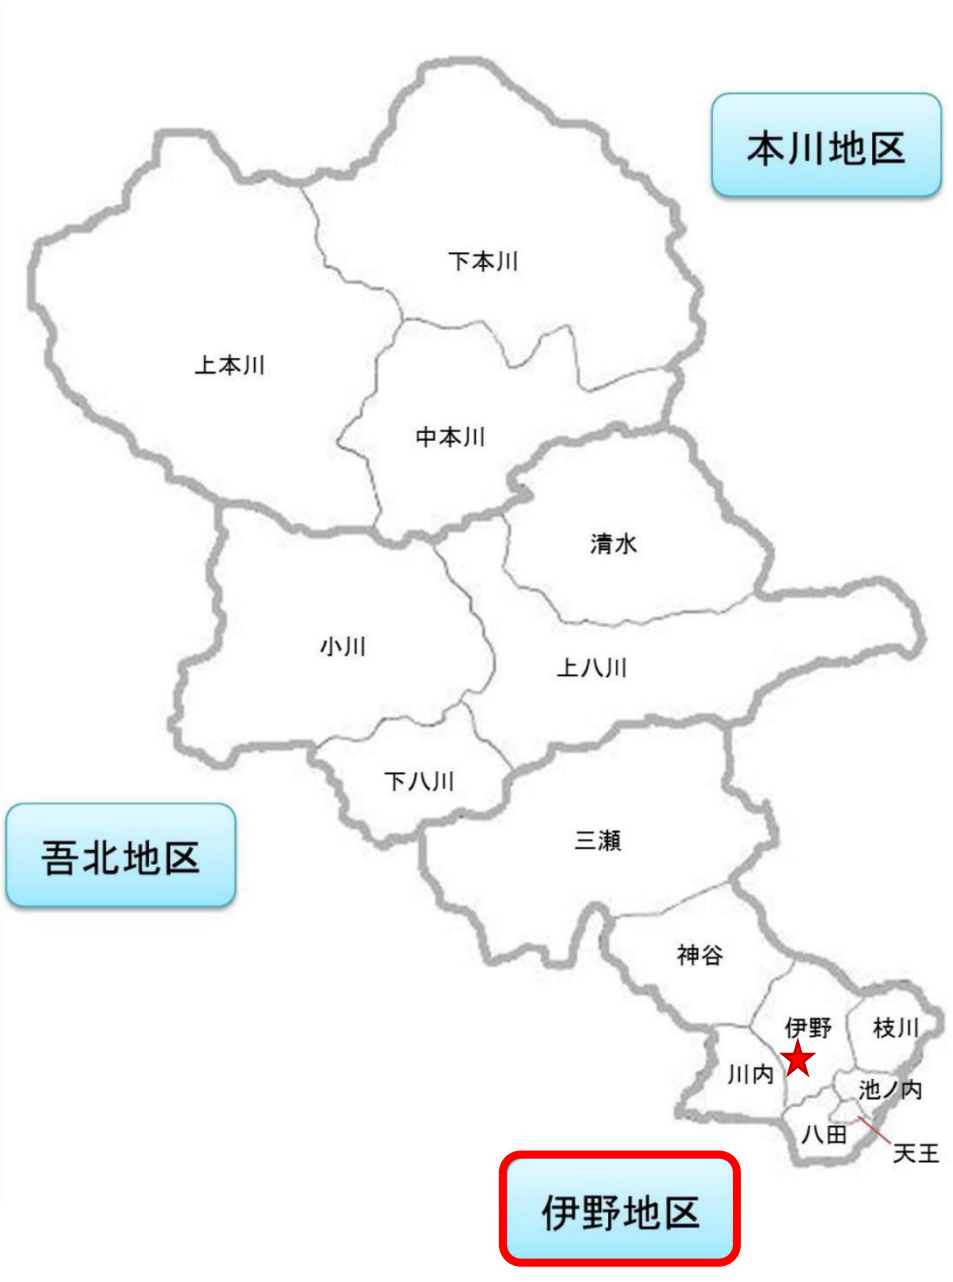 本川地区
下本川
上本川
中本川
清水
小川
上八川
下八川
三瀬
吾北地区
神谷
伊野
枝川
川内
池ノ内
八田
天王
伊野地区